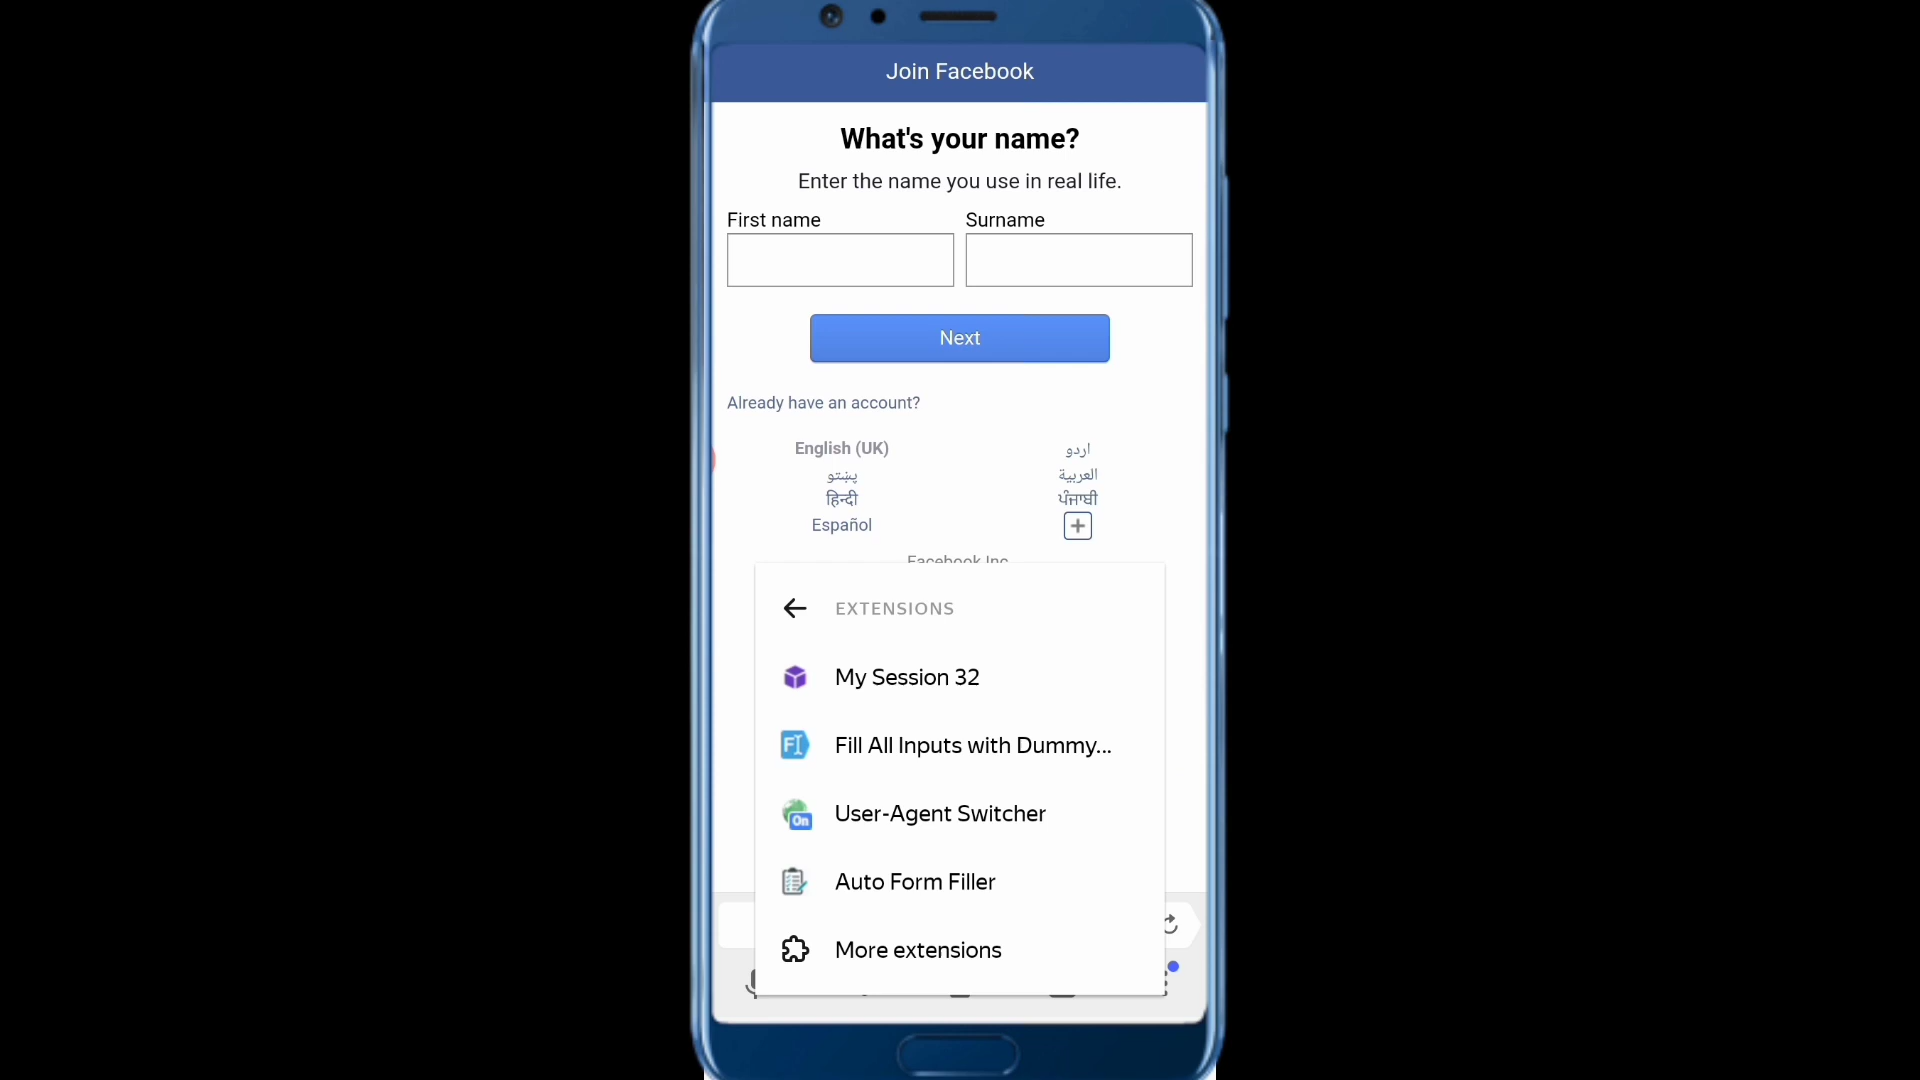 Join Facebook
What's your name?
Enter the name you use in real life.
First name Surname
Next
Already have an account?
English (UK) اردو
پښتو العربية
हिन्दी ਪੰਜਾਬੀ
Español
Facebook Inc.
EXTENSIONS
My Session 32
Fill All Inputs with Dummy...
On User-Agent Switcher
Auto Form Filler
More extensions